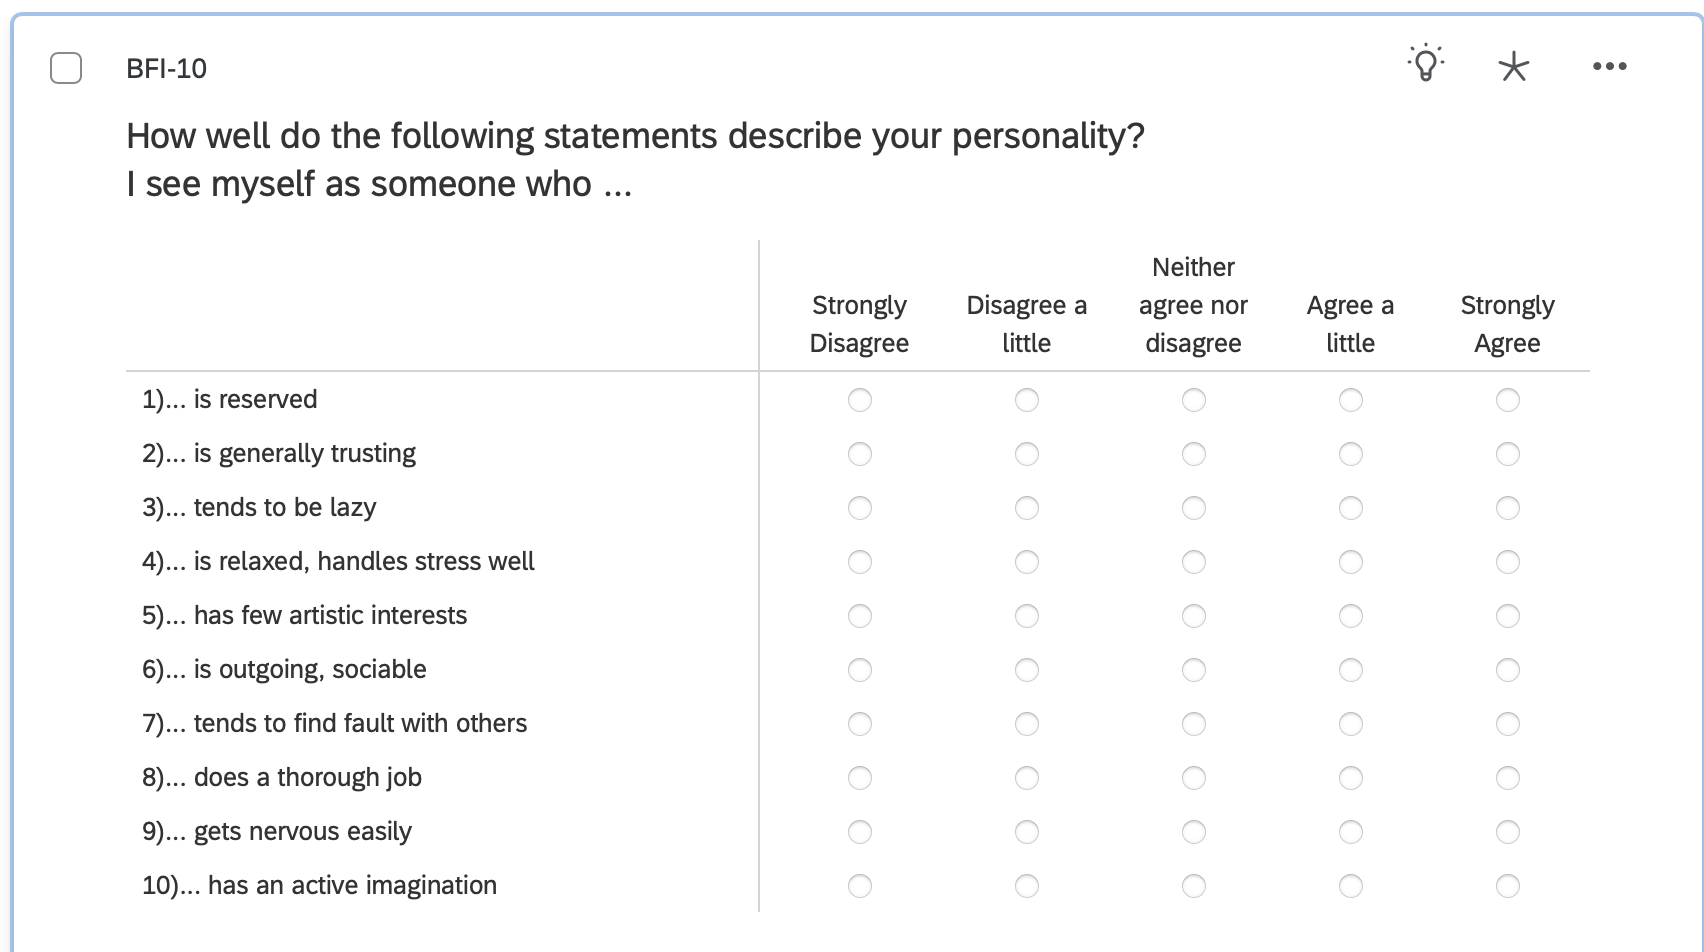 BFI-10
How well do the following statements describe your personality?
I see myself as someone who ...
Strongly Disagree
Disagree a little
Neither agree nor disagree
Agree a little
Strongly Agree
1)... is reserved
2)... is generally trusting
3)... tends to be lazy
4)... is relaxed, handles stress well
5)... has few artistic interests
6)... is outgoing, sociable
7)... tends to find fault with others
8)... does a thorough job
9)... gets nervous easily
10)... has an active imagination